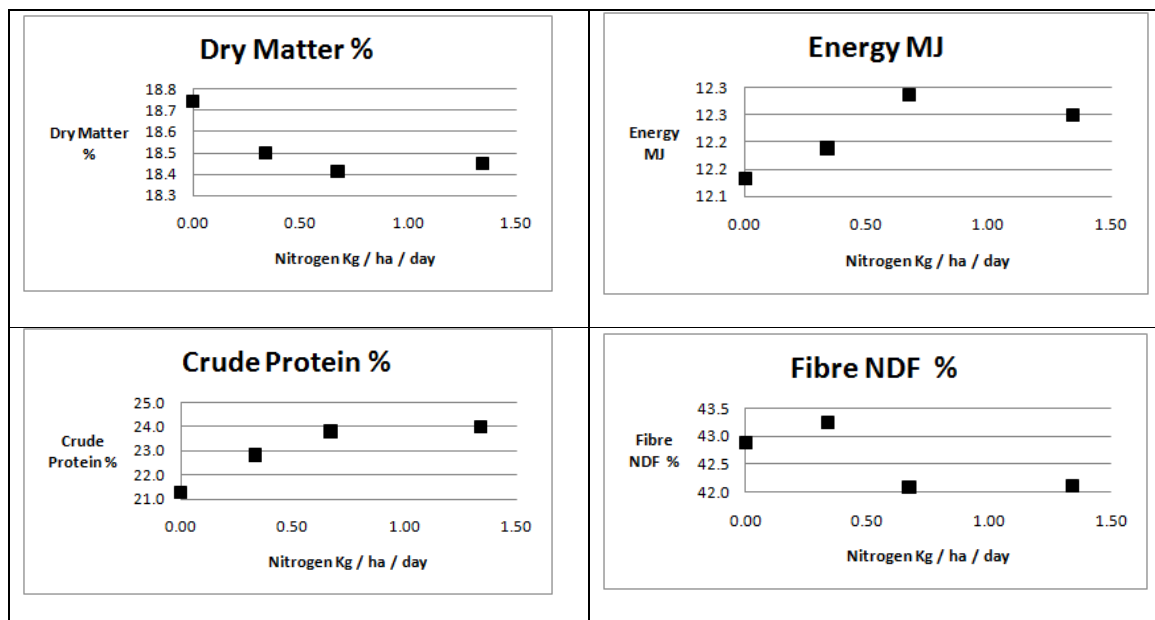 Dry Matter %
18.8
18.7
18.6
18.5
18.4
18.3
Dry Matter
%
0.00 0.50 1.00 1.50
Nitrogen Kg / ha / day
Energy MJ
12.3
12.3
12.2
12.2
12.1
Energy
MJ
0.00 0.50 1.00 1.50
Nitrogen Kg / ha / day
Crude Protein %
25.0
24.0
23.0
22.0
21.0
Crude
Protein %
0.00 0.50 1.00 1.50
Nitrogen Kg / ha / day
Fibre NDF %
43.5
43.0
42.5
42.0
Fibre
NDF %
0.00 0.50 1.00 1.50
Nitrogen Kg / ha / day